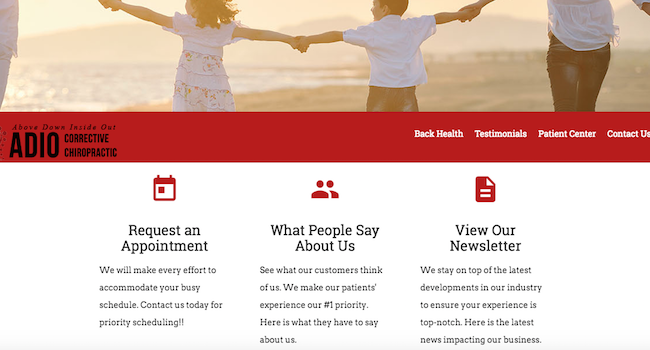 Above Down Inside Out
ADIO CORRECTIVE
CHIROPRACTIC
Back Health Testimonials Patient Center Contact Us
Request an
Appointment
We will make every effort to
accommodate your busy
schedule. Contact us today for
priority scheduling!!
What People Say
About Us
See what our customers think
of us. We make our patients'
experience our #1 priority.
Here is what they have to say
about us.
View Our
Newsletter
We stay on top of the latest
developments in our industry
to ensure your experience is
top-notch. Here is the latest
news impacting our business.